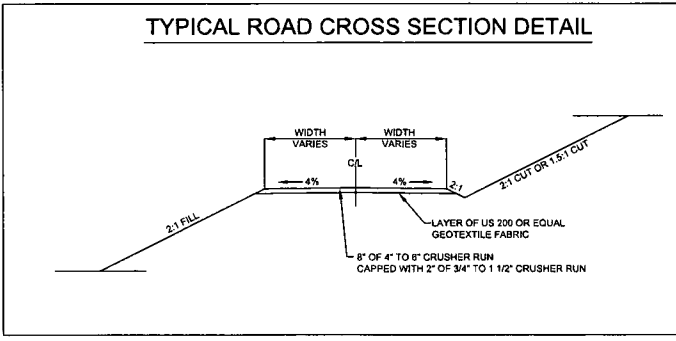 TYPICAL ROAD CROSS SECTION DETAIL
WIDTH
VARIES
WIDTH
VARIES
C/L
4%
4%
2:1
2:1 CUT OR 1.5:1 CUT
2:1 FILL
LAYER OF US 200 OR EQUAL
GEOTEXTILE FABRIC
8" OF 4" TO 6" CRUSHER RUN
CAPPED WITH 2" OF 3/4" TO 1 1/2" CRUSHER RUN